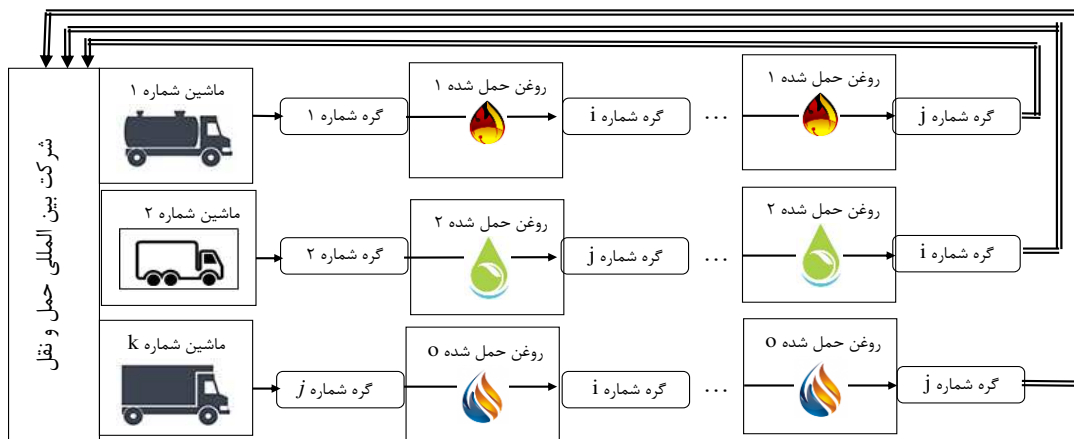 شرکت بین المللی حمل و نقل
ماشین شماره ۱
گره شماره ۱
روغن حمل شده ۱
گره شماره i
...
روغن حمل شده ۱
گره شماره j
ماشین شماره ۲
گره شماره ۲
روغن حمل شده ۲
گره شماره j
...
روغن حمل شده ۲
گره شماره i
ماشین شماره k
گره شماره j
روغن حمل شده o
گره شماره i
...
روغن حمل شده o
گره شماره j